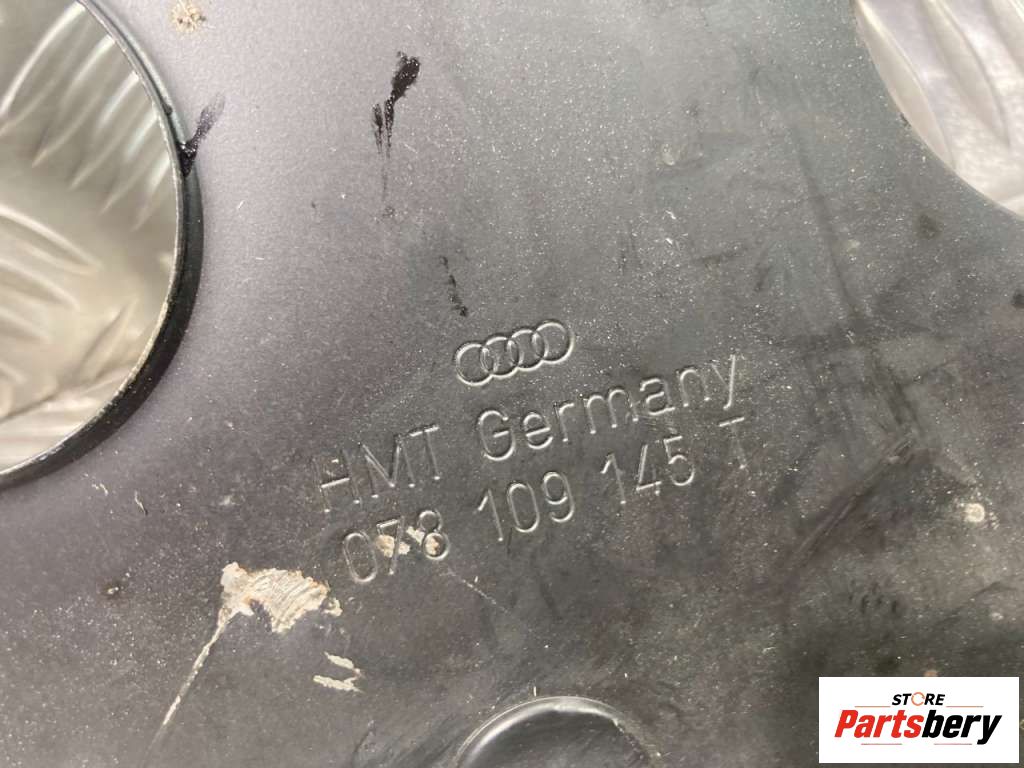 HMT Germany
078 109 145 T
STORE
Partsbery